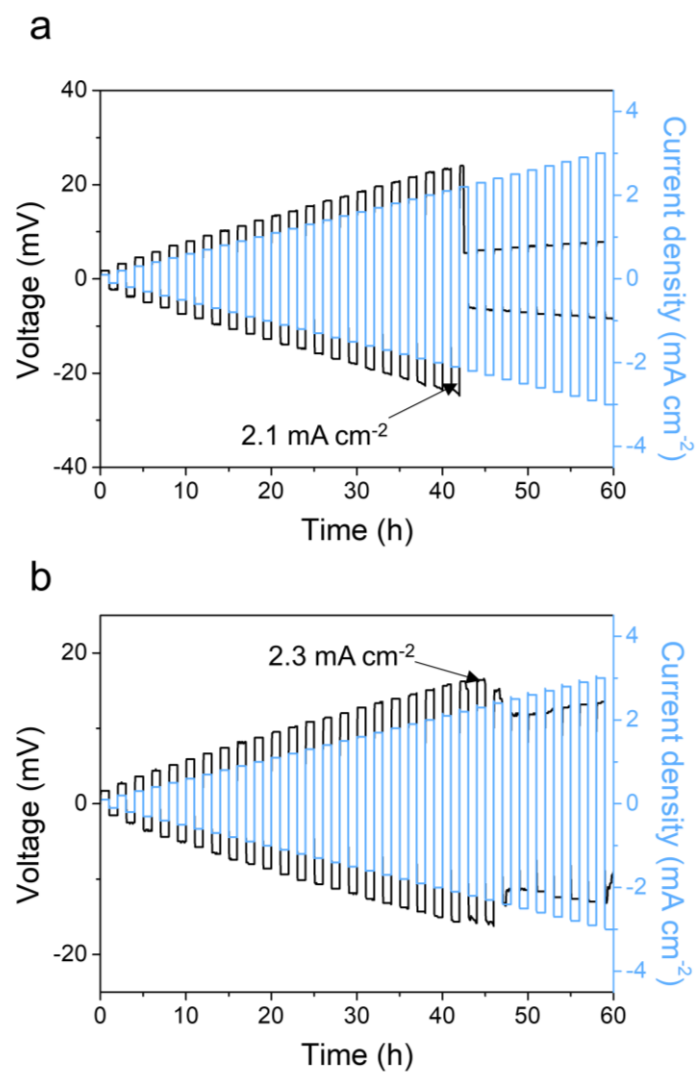 a
40
20
0
-20
-40
Voltage (mV)
4
2
0
-2
-4
Current density (mA cm-2)
2.1 mA cm-2
0 10 20 30 40 50 60
Time (h)
b
20
0
-20
Voltage (mV)
4
2
0
-2
-4
Current density (mA cm-2)
2.3 mA cm-2
0 10 20 30 40 50 60
Time (h)